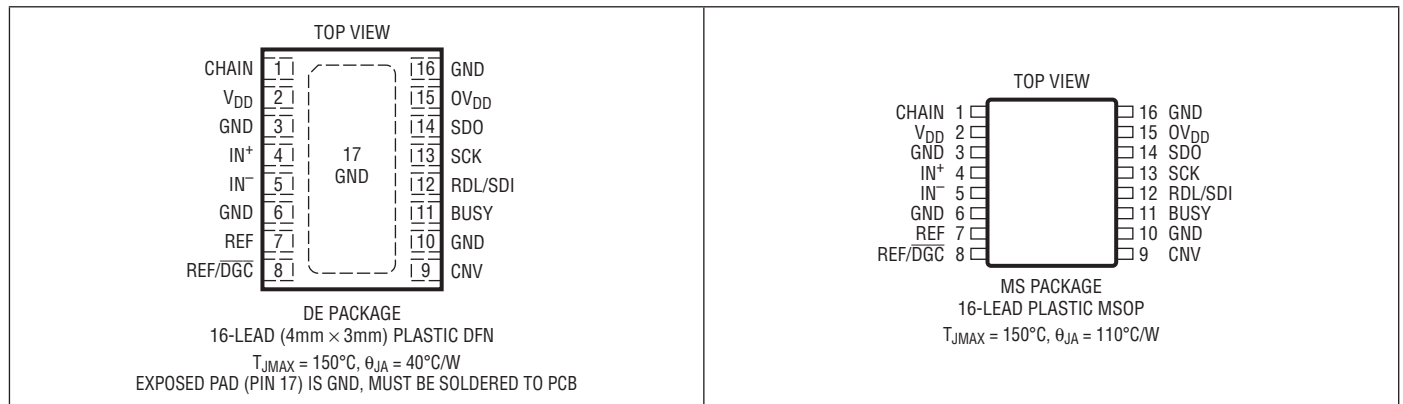 TOP VIEW
CHAIN 1 16 GND
VDD 2 15 OVDD
GND 3 14 SDO
IN+ 4 13 SCK
IN– 5 12 RDL/SDI
GND 6 11 BUSY
REF 7 10 GND
REF/DGC 8 9 CNV
17
GND
DE PACKAGE
16-LEAD (4mm × 3mm) PLASTIC DFN
TJMAX = 150°C, θJA = 40°C/W
EXPOSED PAD (PIN 17) IS GND, MUST BE SOLDERED TO PCB
TOP VIEW
CHAIN 1 16 GND
VDD 2 15 OVDD
GND 3 14 SDO
IN+ 4 13 SCK
IN– 5 12 RDL/SDI
GND 6 11 BUSY
REF 7 10 GND
REF/DGC 8 9 CNV
MS PACKAGE
16-LEAD PLASTIC MSOP
TJMAX = 150°C, θJA = 110°C/W